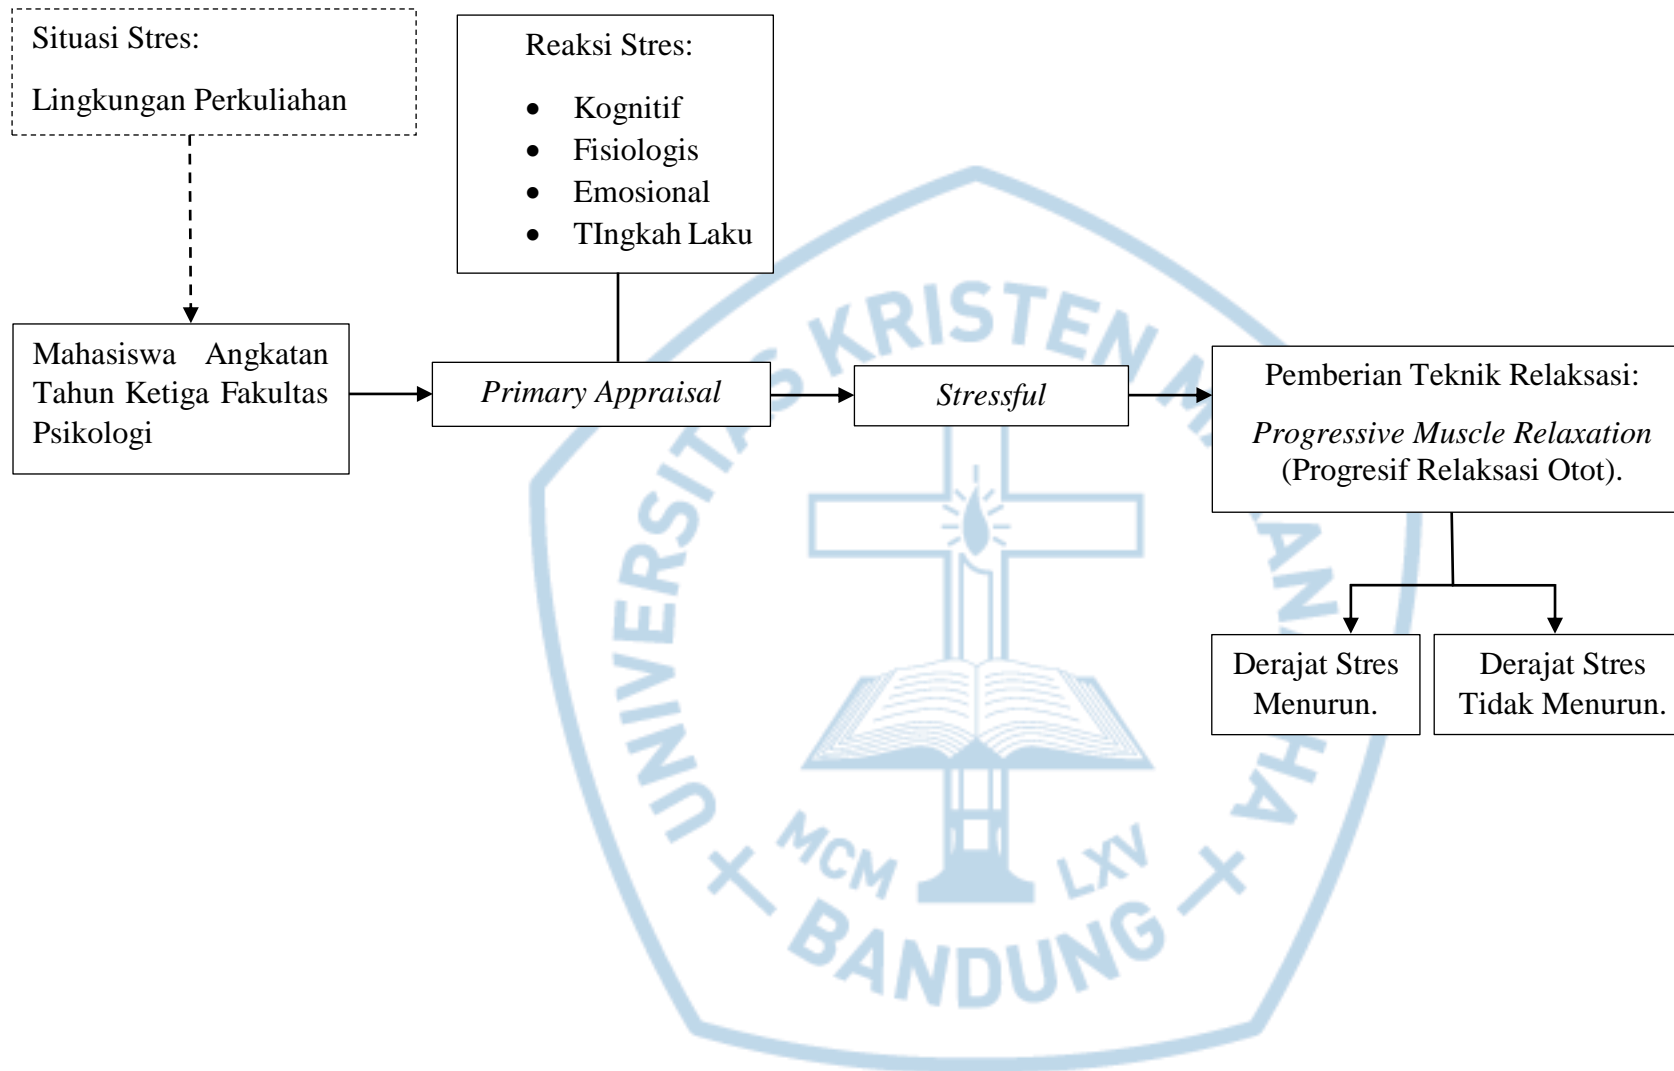 Situasi Stres:
Lingkungan Perkuliahan
Reaksi Stres:
• Kognitif
• Fisiologis
• Emosional
• TIngkah Laku
Mahasiswa Angkatan
Tahun Ketiga Fakultas
Psikologi
Primary Appraisal
Stressful
Pemberian Teknik Relaksasi:
Progressive Muscle Relaxation
(Progresif Relaksasi Otot).
Derajat Stres
Menurun.
Derajat Stres
Tidak Menurun.
UNIVERSITAS KRISTEN MARANATHA
MCM LXV
BANDUNG